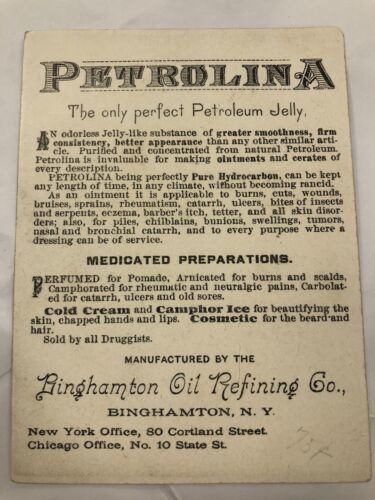 PETROLINA
The only perfect Petroleum Jelly,
AN odorless Jelly-like substance of greater smoothness, firm
consistency, better appearance than any other similar arti-
cle. Purified and concentrated from natural Petroleum.
Petrolina is invaluable for making ointments and cerates of
every description.
PETROLINA being perfectly Pure Hydrocarbon, can be kept
any length of time, in any climate, without becoming rancid.
As an ointment it is applicable to burns, cuts, wounds,
bruises, sprains, rheumatism, catarrh, ulcers, bites of insects
and serpents, eczema, barber's itch, tetter, and all skin disor-
ders; also, for piles, chilblains, bunions, swellings, tumors,
nasal and bronchial catarrh, and to every purpose where a
dressing can be of service.
MEDICATED PREPARATIONS.
PERFUMED for Pomade, Arnicated for burns and scalds,
Camphorated for rheumatic and neuralgic pains, Carbolat-
ed for catarrh, ulcers and old sores.
Cold Cream and Camphor Ice for beautifying the
skin, chapped hands and lips. Cosmetic for the beard and
hair.
Sold by all Druggists.
MANUFACTURED BY THE
Binghamton Oil Refining Co.,
BINGHAMTON, N. Y.
New York Office, 80 Cortland Street.
Chicago Office, No. 10 State St.